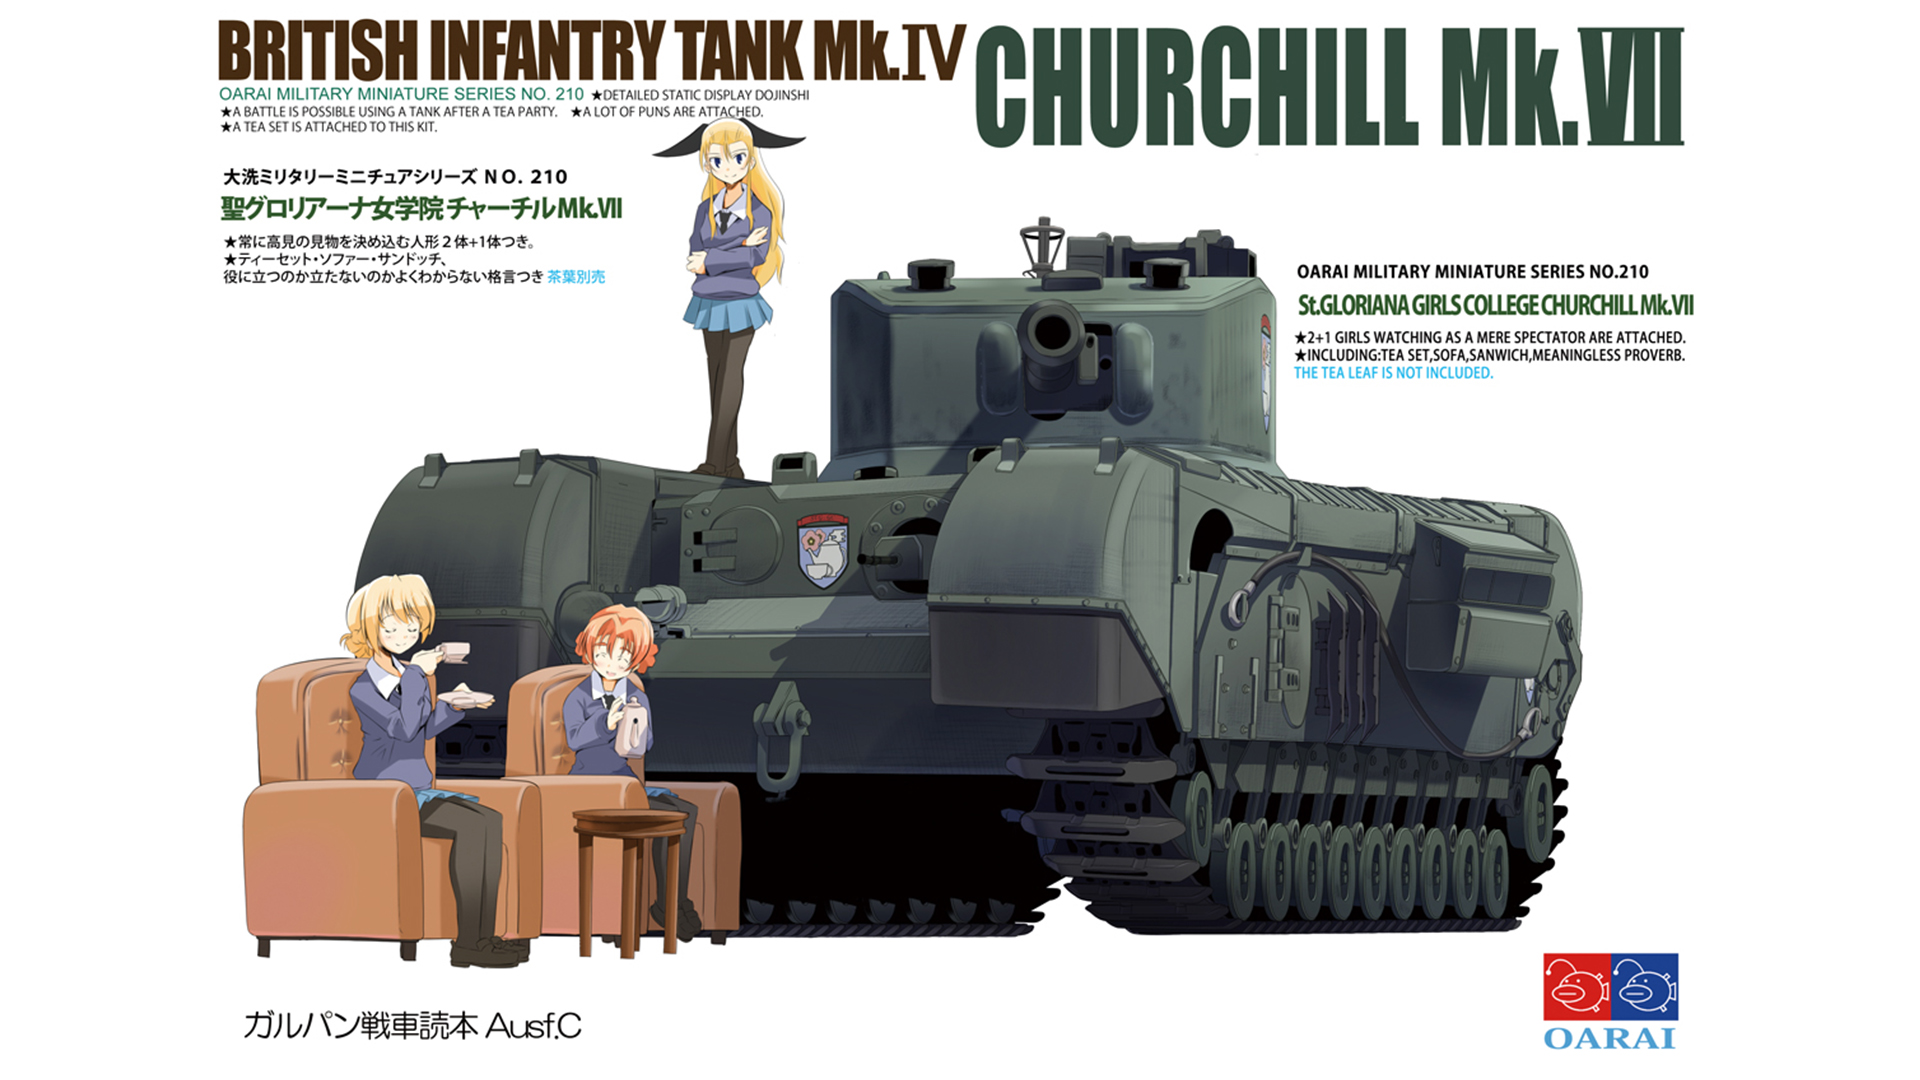 BRITISH INFANTRY TANK Mk.IV
CHURCHILL Mk.VII
OARAI MILITARY MINIATURE SERIES NO. 210 ★DETAILED STATIC DISPLAY DOJINSHI
★A BATTLE IS POSSIBLE USING A TANK AFTER A TEA PARTY. ★A LOT OF PUNS ARE ATTACHED.
★A TEA SET IS ATTACHED TO THIS KIT.
大洗ミリタリーミニチュアシリーズ NO. 210
聖グロリアーナ女学院 チャーチルMk.VII
★常に高見の見物を決め込む人形2体+1体つき。
★ティーセット・ソファー・サンドッチ、
役に立つのか立たないのかよくわからない格言つき 茶葉別売
OARAI MILITARY MINIATURE SERIES NO.210
St.GLORIANA GIRLS COLLEGE CHURCHILL Mk.VII
★2+1 GIRLS WATCHING AS A MERE SPECTATOR ARE ATTACHED.
★INCLUDING:TEA SET,SOFA,SANWICH,MEANINGLESS PROVERB.
THE TEA LEAF IS NOT INCLUDED.
ガルパン戦車読本 Ausf.C
OARAI